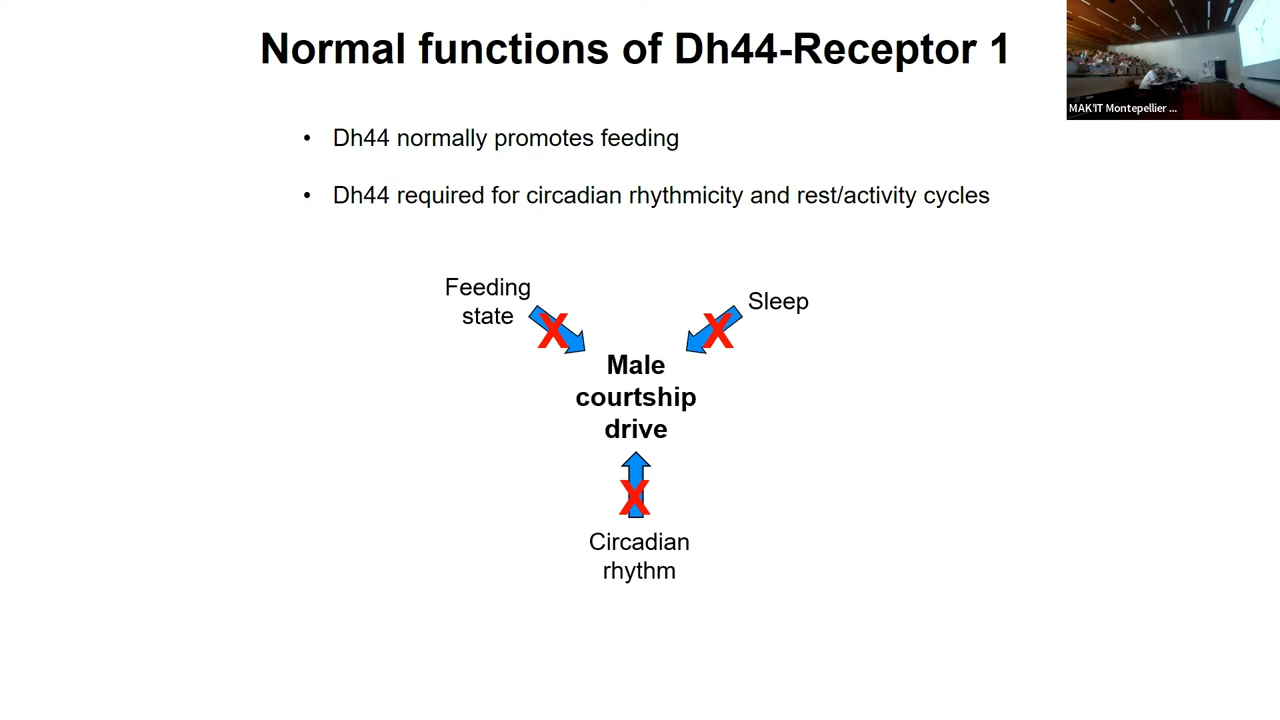 Normal functions of Dh44-Receptor 1
MAK'IT Montepellier ...
• Dh44 normally promotes feeding
• Dh44 required for circadian rhythmicity and rest/activity cycles
Feeding
state
Sleep
X
X
Male
courtship
drive
X
Circadian
rhythm